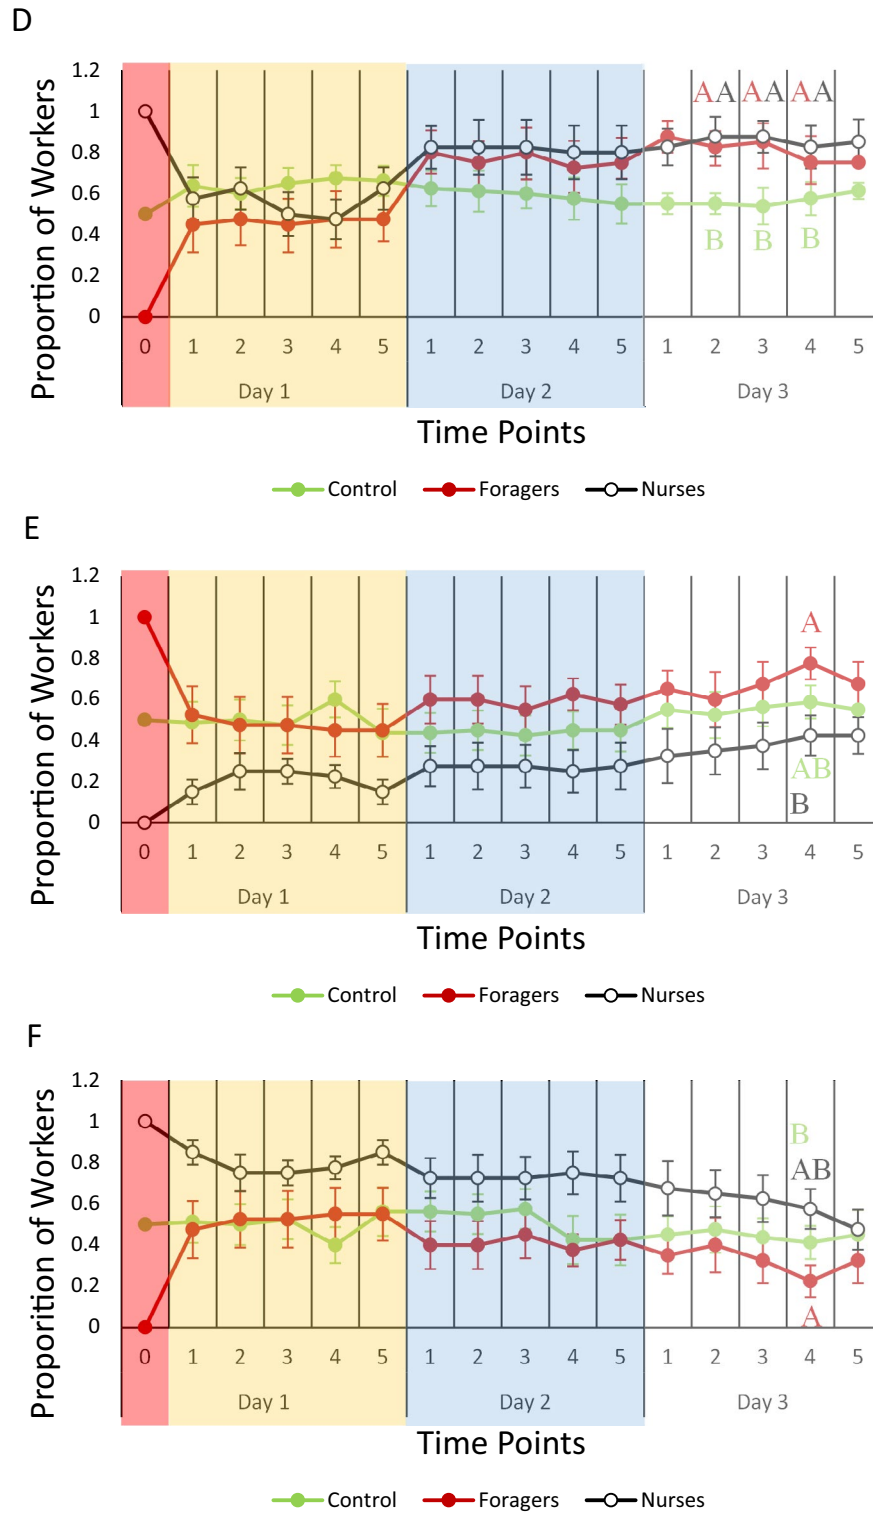 D
Proportion of Workers
1.2
1
0.8
0.6
0.4
0.2
0
A A A A A A
B B B
0 1 2 3 4 5 1 2 3 4 5 1 2 3 4 5
Day 1 Day 2 Day 3
Time Points
Control Foragers Nurses
E
Proportion of Workers
1.2
1
0.8
0.6
0.4
0.2
0
A
AB
B
0 1 2 3 4 5 1 2 3 4 5 1 2 3 4 5
Day 1 Day 2 Day 3
Time Points
Control Foragers Nurses
F
Proporition of Workers
1.2
1
0.8
0.6
0.4
0.2
0
B
AB
A
0 1 2 3 4 5 1 2 3 4 5 1 2 3 4 5
Day 1 Day 2 Day 3
Time Points
Control Foragers Nurses